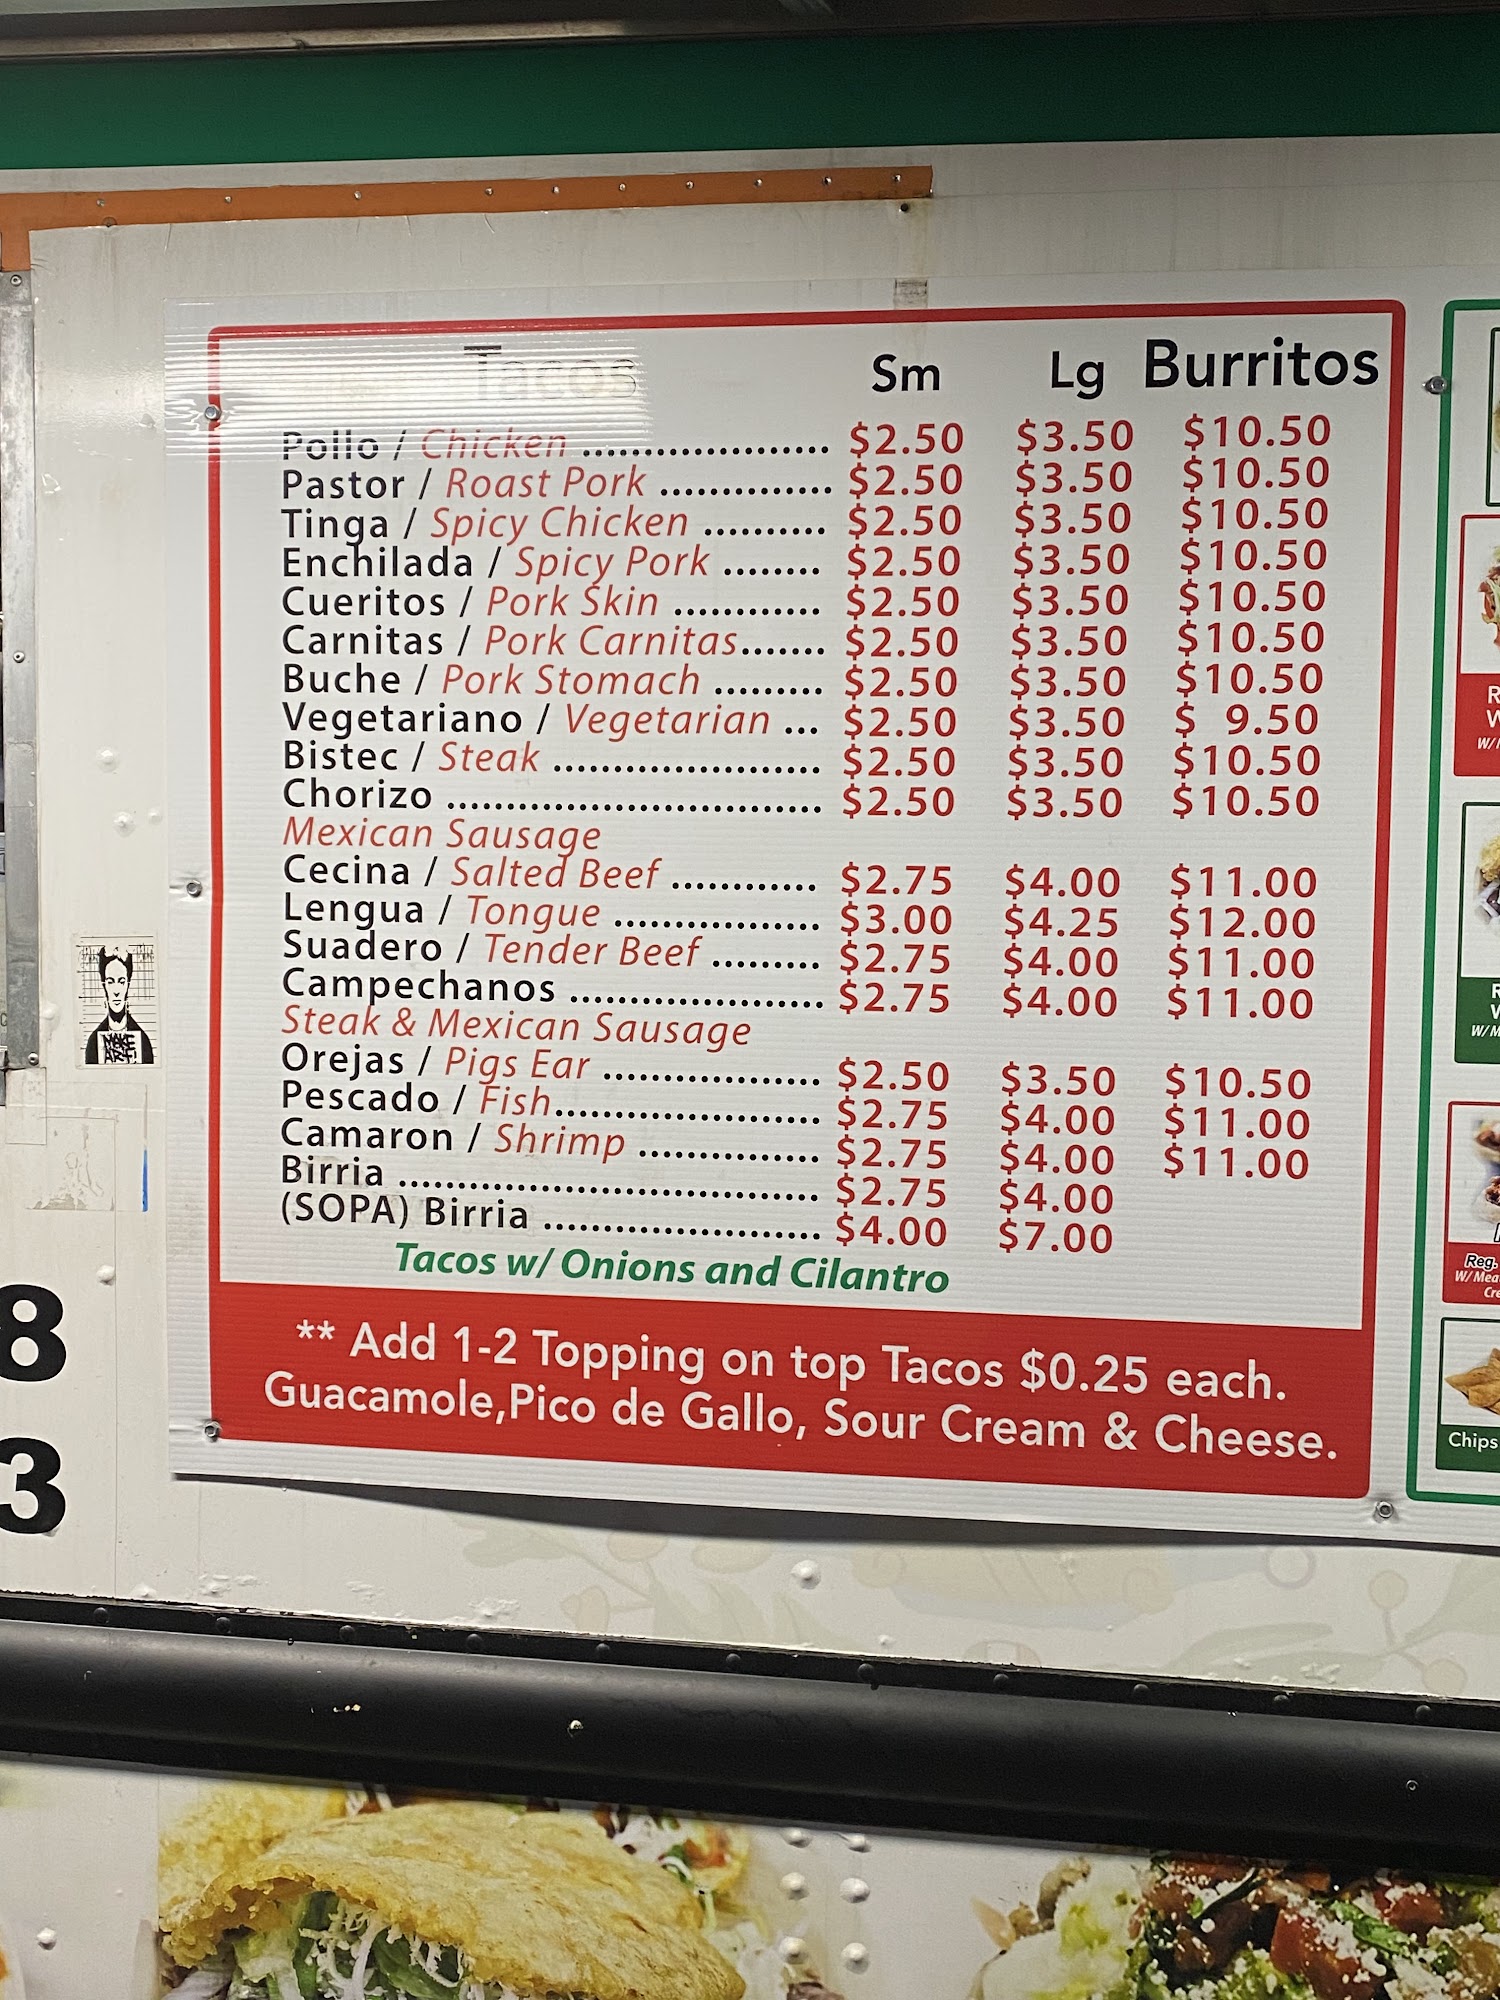 Tacos Sm Lg Burritos
Pollo / Chicken ..................... $2.50 $3.50 $10.50
Pastor / Roast Pork .............. $2.50 $3.50 $10.50
Tinga / Spicy Chicken .......... $2.50 $3.50 $10.50
Enchilada / Spicy Pork ........ $2.50 $3.50 $10.50
Cueritos / Pork Skin ............ $2.50 $3.50 $10.50
Carnitas / Pork Carnitas....... $2.50 $3.50 $10.50
Buche / Pork Stomach ......... $2.50 $3.50 $10.50
Vegetariano / Vegetarian ... $2.50 $3.50 $ 9.50
Bistec / Steak ....................... $2.50 $3.50 $10.50
Chorizo ................................ $2.50 $3.50 $10.50
Mexican Sausage
Cecina / Salted Beef ............ $2.75 $4.00 $11.00
Lengua / Tongue .................. $3.00 $4.25 $12.00
Suadero / Tender Beef ......... $2.75 $4.00 $11.00
Campechanos ...................... $2.75 $4.00 $11.00
Steak & Mexican Sausage
Orejas / Pigs Ear ................... $2.50 $3.50 $10.50
Pescado / Fish....................... $2.75 $4.00 $11.00
Camaron / Shrimp ................ $2.75 $4.00 $11.00
Birria .................................... $2.75 $4.00
(SOPA) Birria ........................ $4.00 $7.00
Tacos w/ Onions and Cilantro
** Add 1-2 Topping on top Tacos $0.25 each.
Guacamole,Pico de Gallo, Sour Cream & Cheese.
8
3
Reg.
Chips